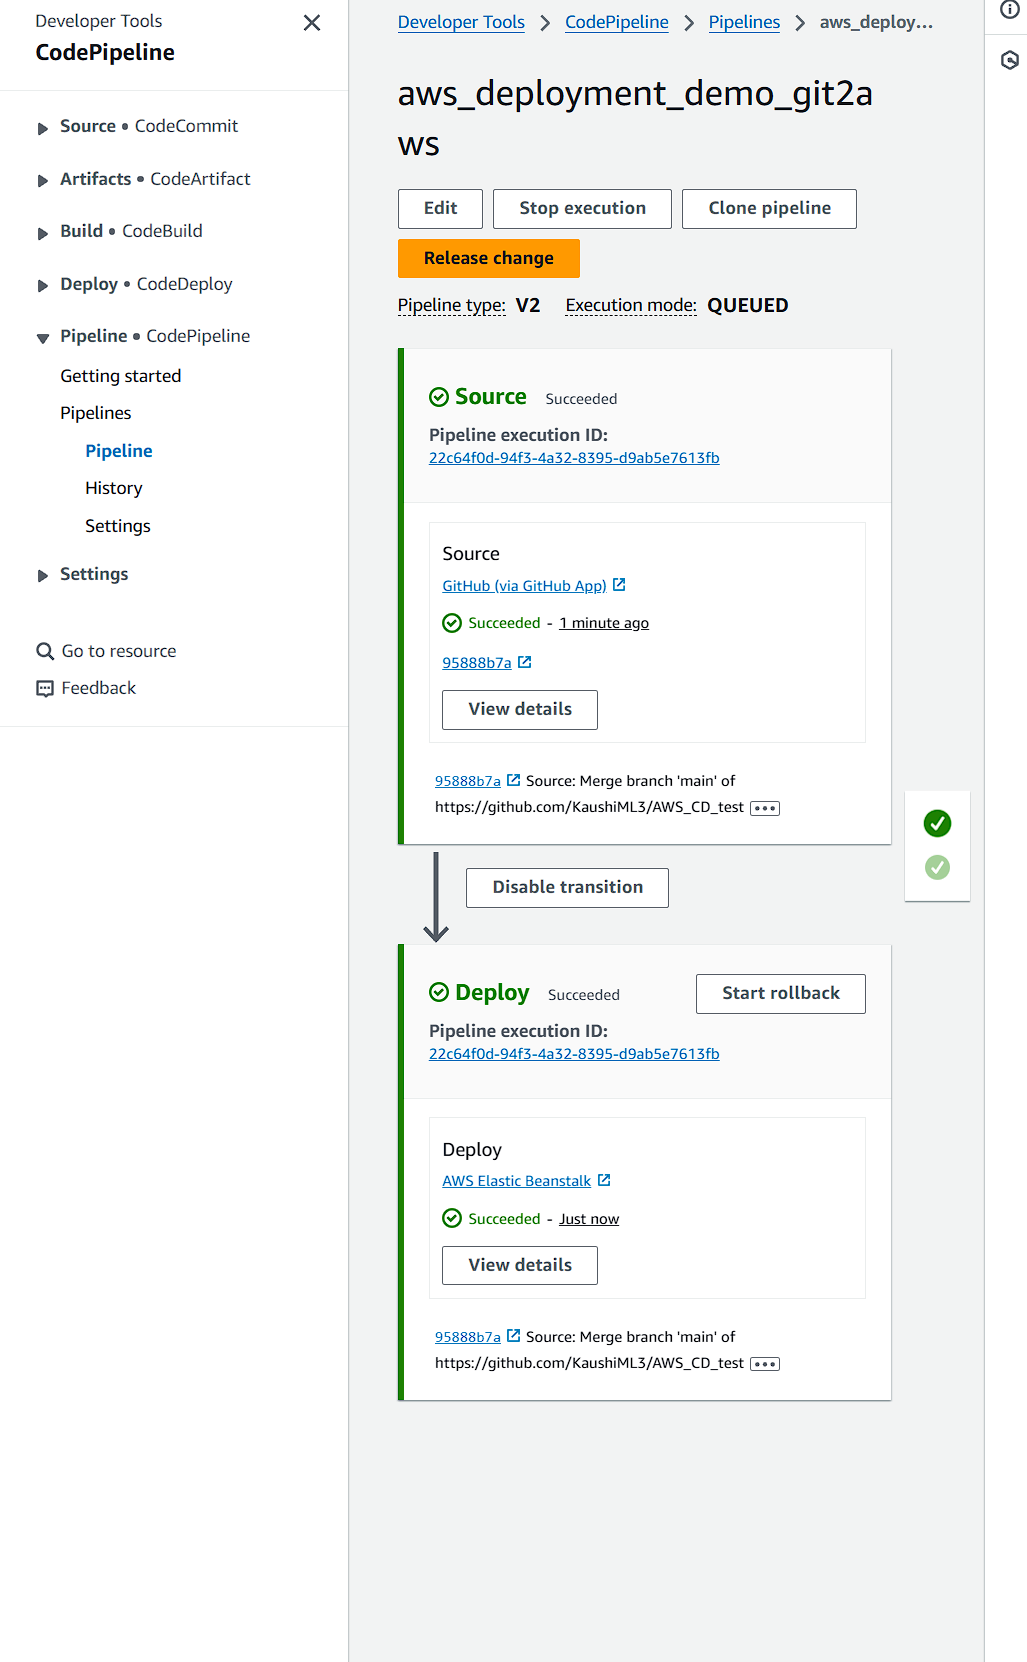 Developer Tools
CodePipeline
Source • CodeCommit
Artifacts • CodeArtifact
Build • CodeBuild
Deploy • CodeDeploy
Pipeline • CodePipeline
Getting started
Pipelines
Pipeline
History
Settings
Settings
Go to resource
Feedback
Developer Tools > CodePipeline > Pipelines > aws_deploy...
aws_deployment_demo_git2a
ws
Edit Stop execution Clone pipeline
Release change
Pipeline type: V2 Execution mode: QUEUED
Source Succeeded
Pipeline execution ID:
22c64f0d-94f3-4a32-8395-d9ab5e7613fb
Source
GitHub (via GitHub App)
Succeeded - 1 minute ago
95888b7a
View details
95888b7a Source: Merge branch 'main' of
https://github.com/KaushiML3/AWS_CD_test
Disable transition
Deploy Succeeded Start rollback
Pipeline execution ID:
22c64f0d-94f3-4a32-8395-d9ab5e7613fb
Deploy
AWS Elastic Beanstalk
Succeeded - Just now
View details
95888b7a Source: Merge branch 'main' of
https://github.com/KaushiML3/AWS_CD_test